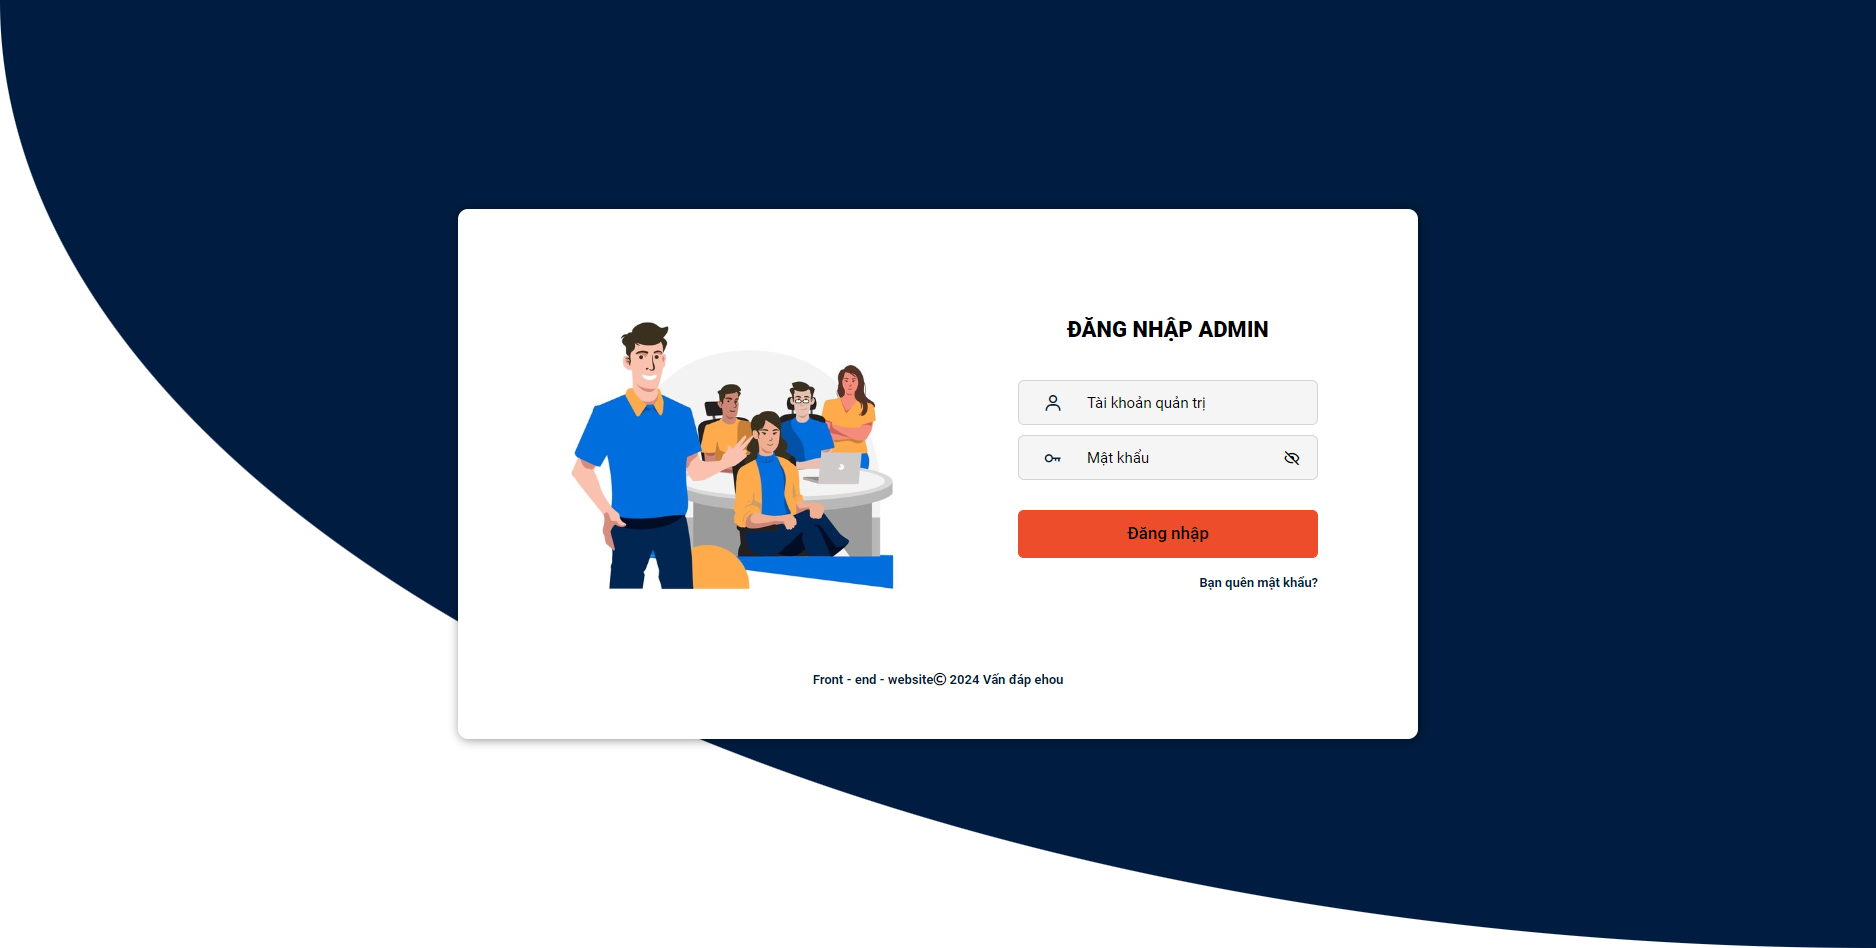 ĐĂNG NHẬP ADMIN
Tài khoản quản trị
Mật khẩu
Đăng nhập
Bạn quên mật khẩu?
Front - end - website© 2024 Vấn đáp ehou